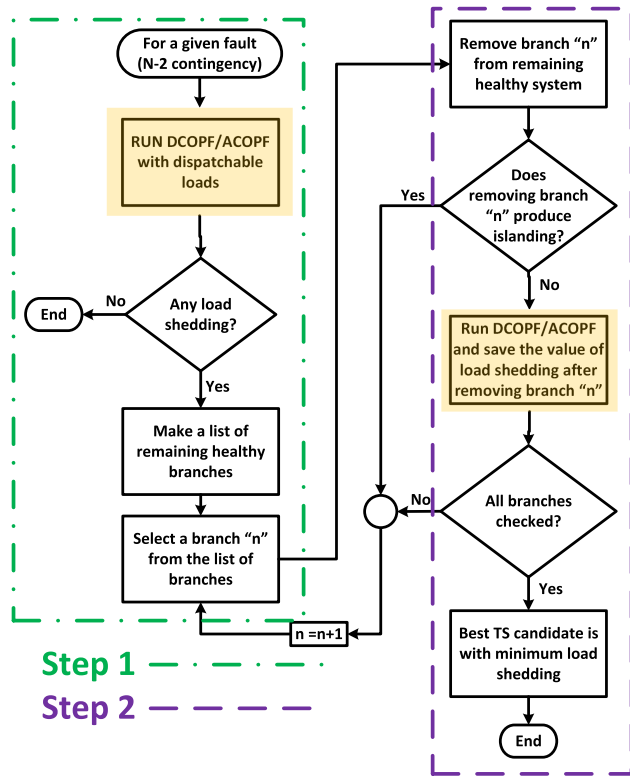 For a given fault
(N-2 contingency)
RUN DCOPF/ACOPF
with dispatchable
loads
Any load
shedding?
No
End
Yes
Make a list of
remaining healthy
branches
Select a branch “n”
from the list of
branches
n =n+1
Step 1
Step 2
Remove branch “n”
from remaining
healthy system
Does
removing branch
“n” produce
islanding?
Yes
No
Run DCOPF/ACOPF
and save the value of
load shedding after
removing branch “n”
All branches
checked?
No
Yes
Best TS candidate is
with minimum load
shedding
End